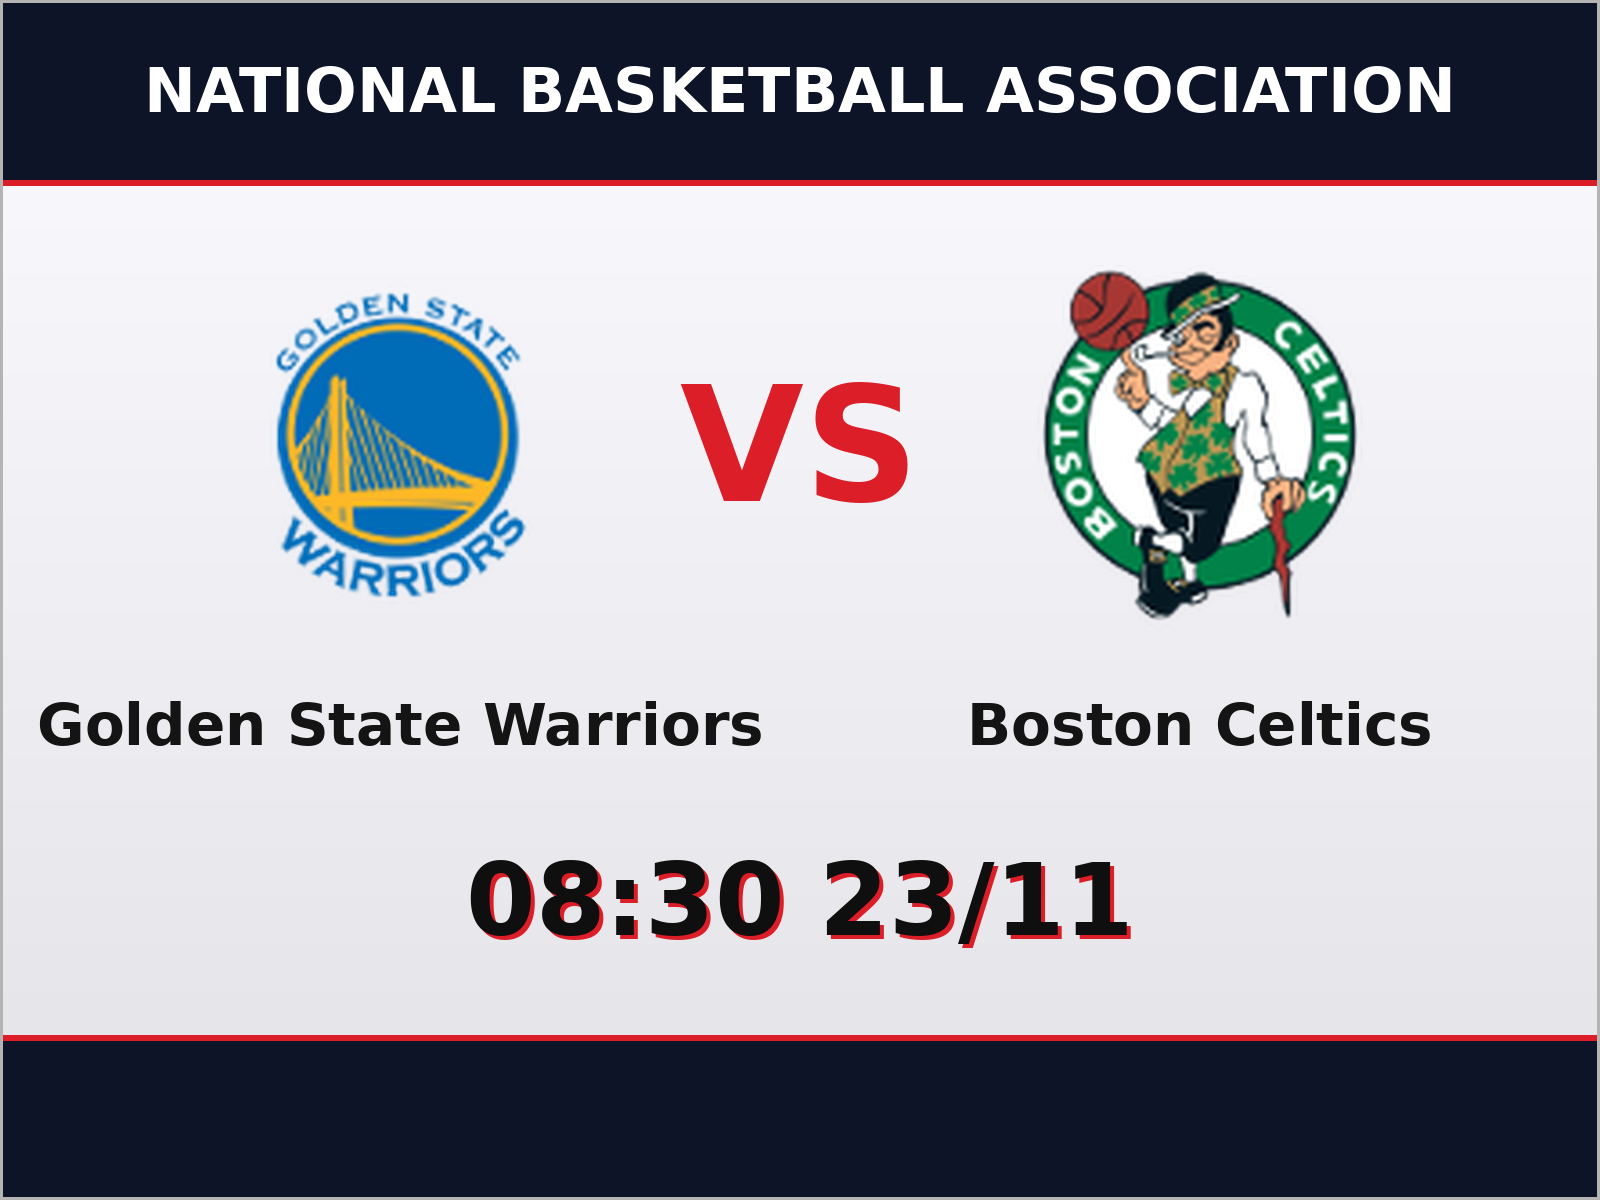 NATIONAL BASKETBALL ASSOCIATION
GOLDEN STATE
WARRIORS
VS
BOSTON CELTICS
Golden State Warriors
Boston Celtics
08:30 23/11